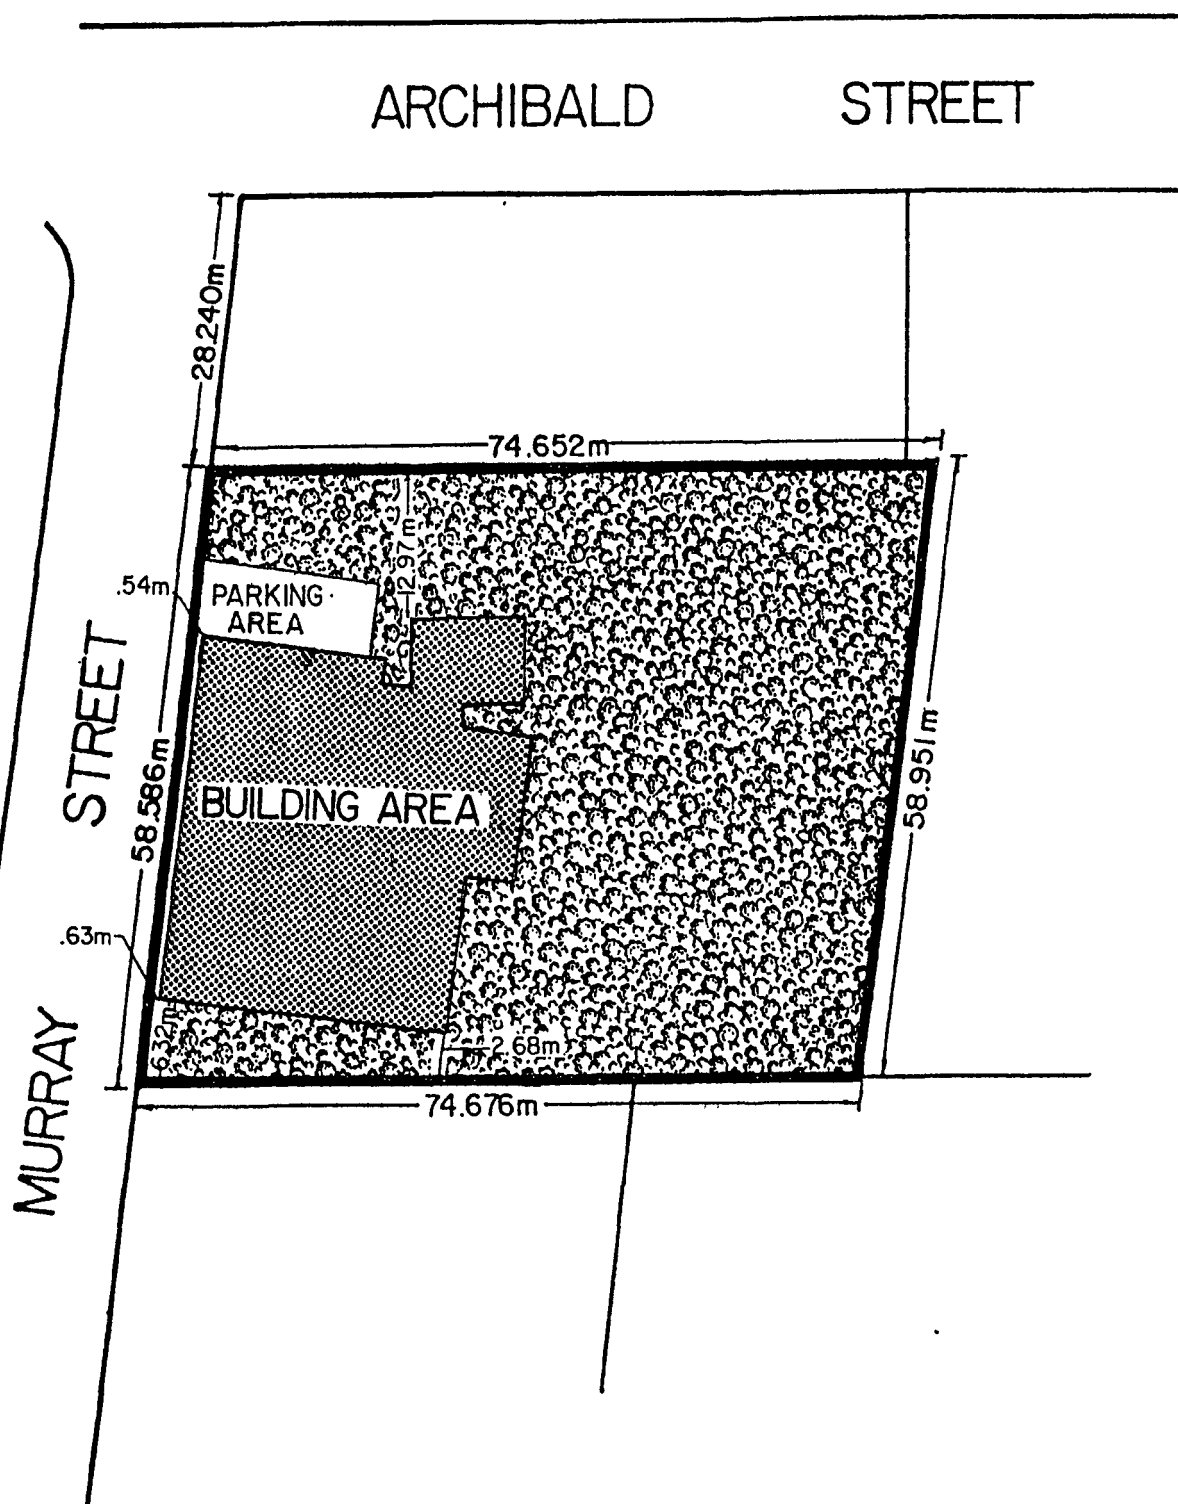 ARCHIBALD STREET
28.240m
74.652m
12.97m
.54m
PARKING
AREA
STREET
58.586m
BUILDING AREA
58.951m
.63m
MURRAY
6.32m
2.68m
74.676m